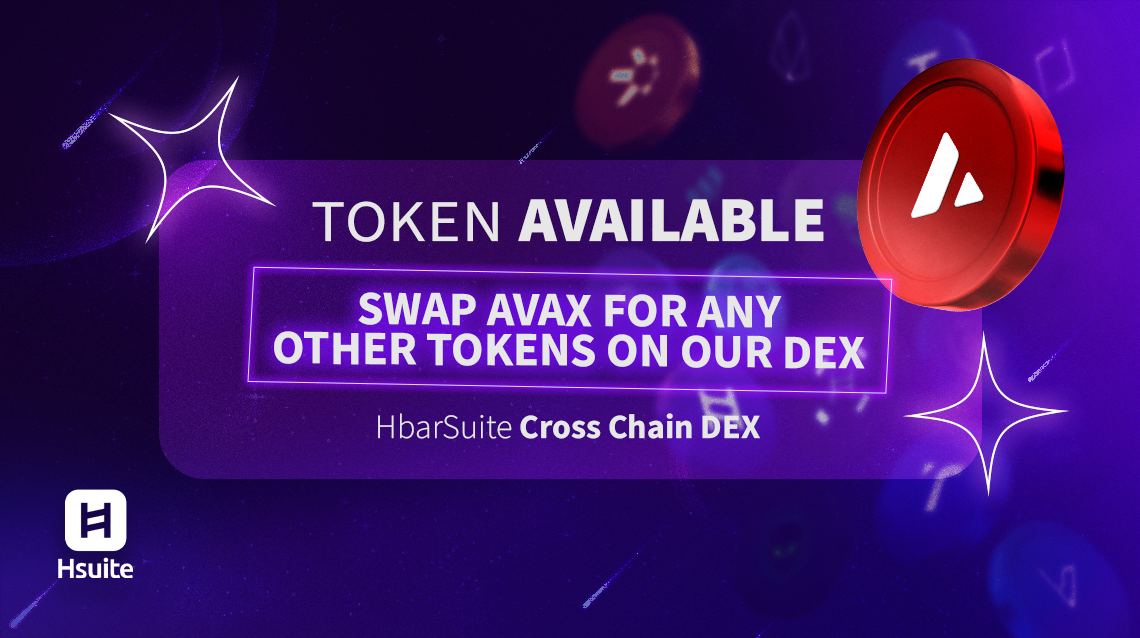 TOKEN AVAILABLE
SWAP AVAX FOR ANY
OTHER TOKENS ON OUR DEX
HbarSuite Cross Chain DEX
Hsuite